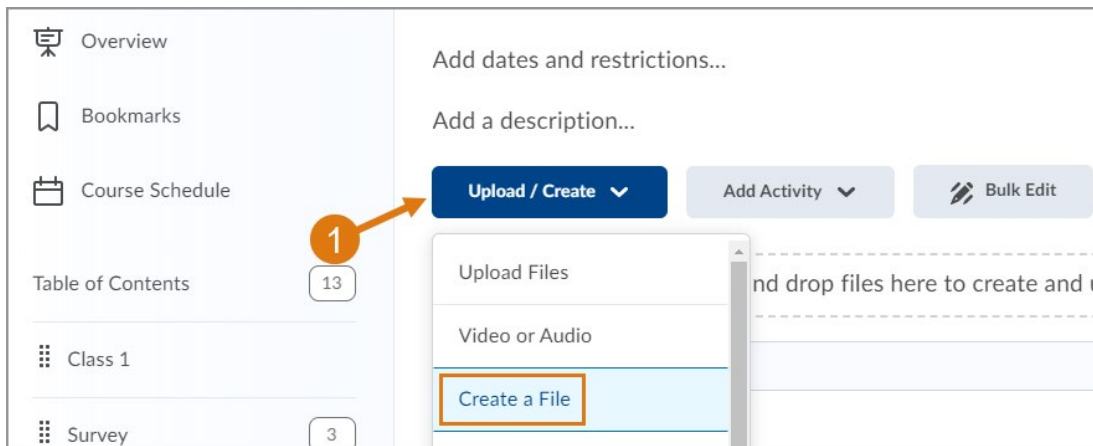 Overview
Bookmarks
Course Schedule
Table of Contents 13
Class 1
Survey 3
Add dates and restrictions...
Add a description...
Upload / Create Add Activity Bulk Edit
1
Upload Files
Video or Audio
Create a File
nd drop files here to create and